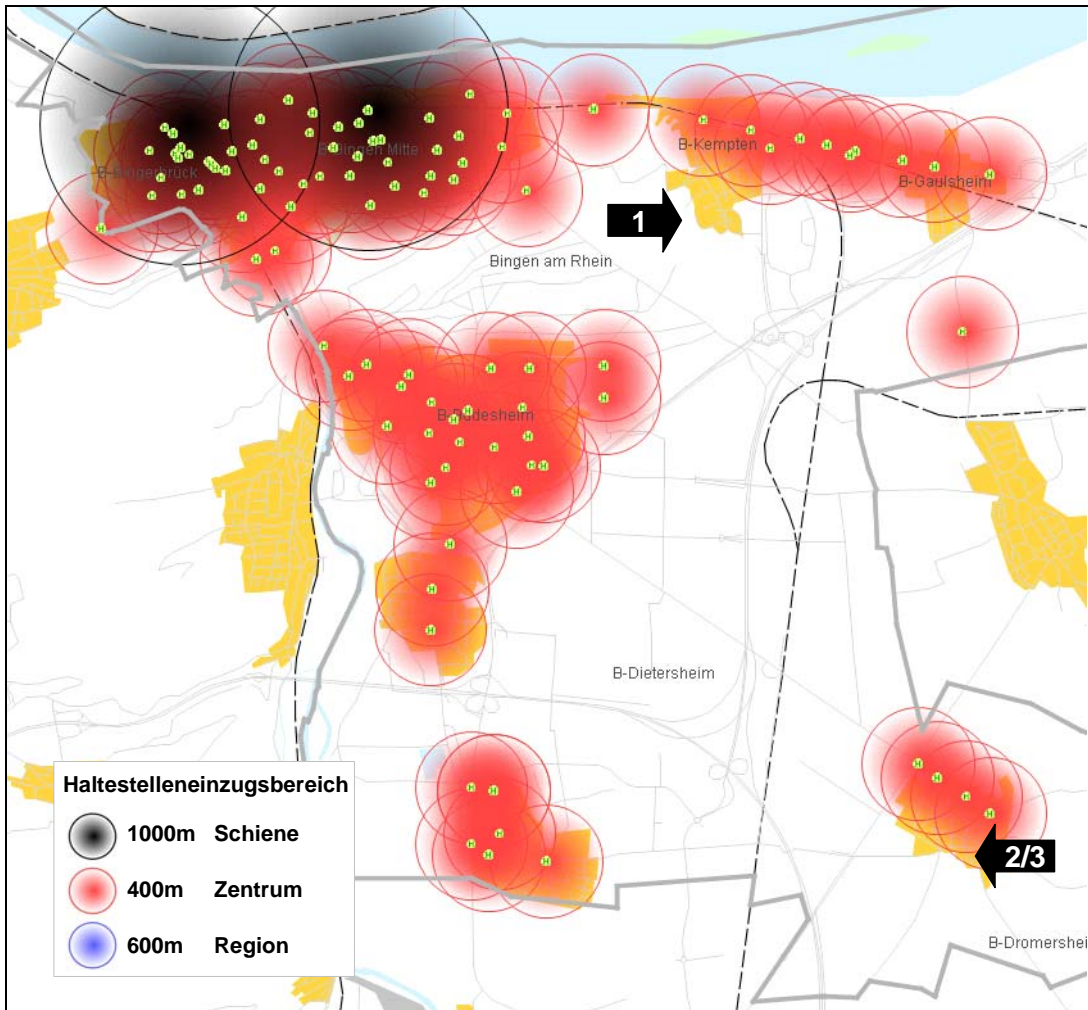 B-Bingen Mitte
B-Kempten
B-Bingerbrück
B-Gaulsheim
1
Bingen am Rhein
B-Büdesheim
B-Dietersheim
Haltestelleneinzugsbereich
1000m Schiene
400m Zentrum
600m Region
2/3
B-Dromershei